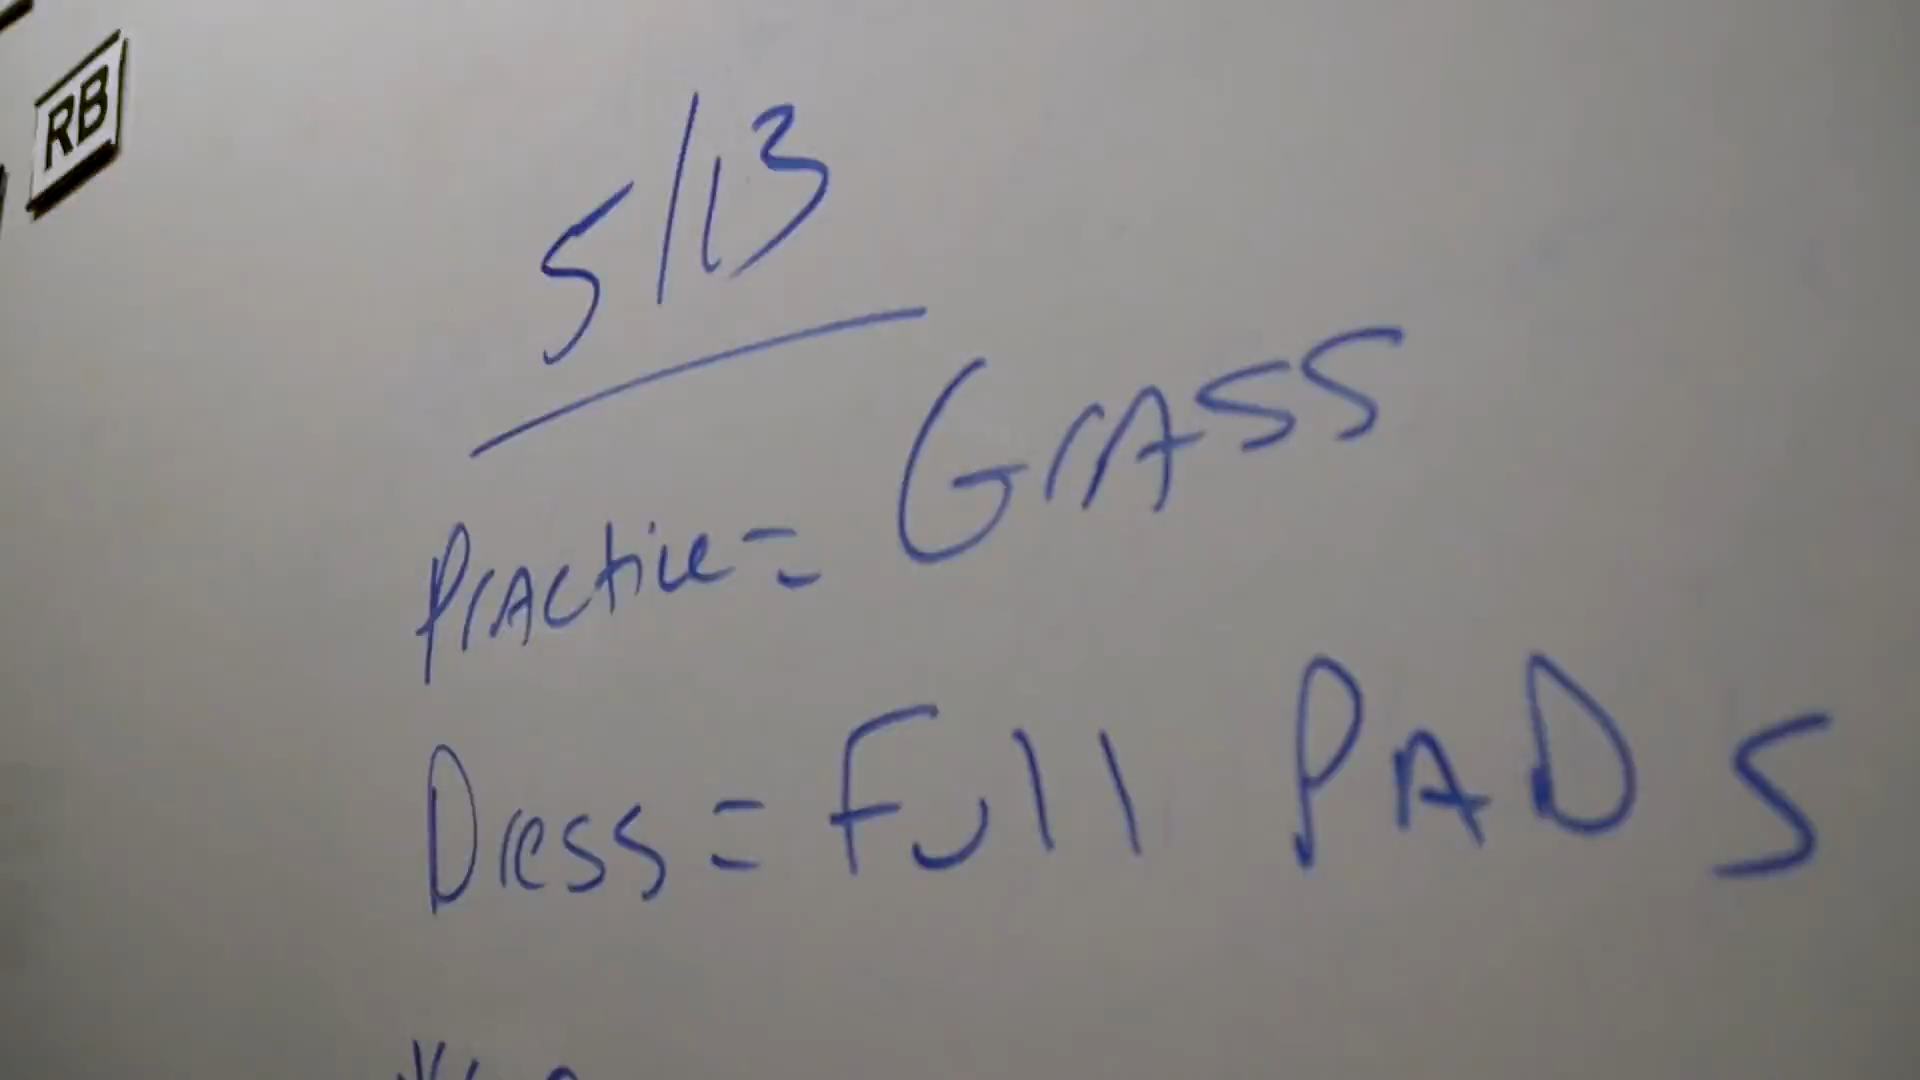 RB
5/13
Practice = GrASS
Dress = Full PADS